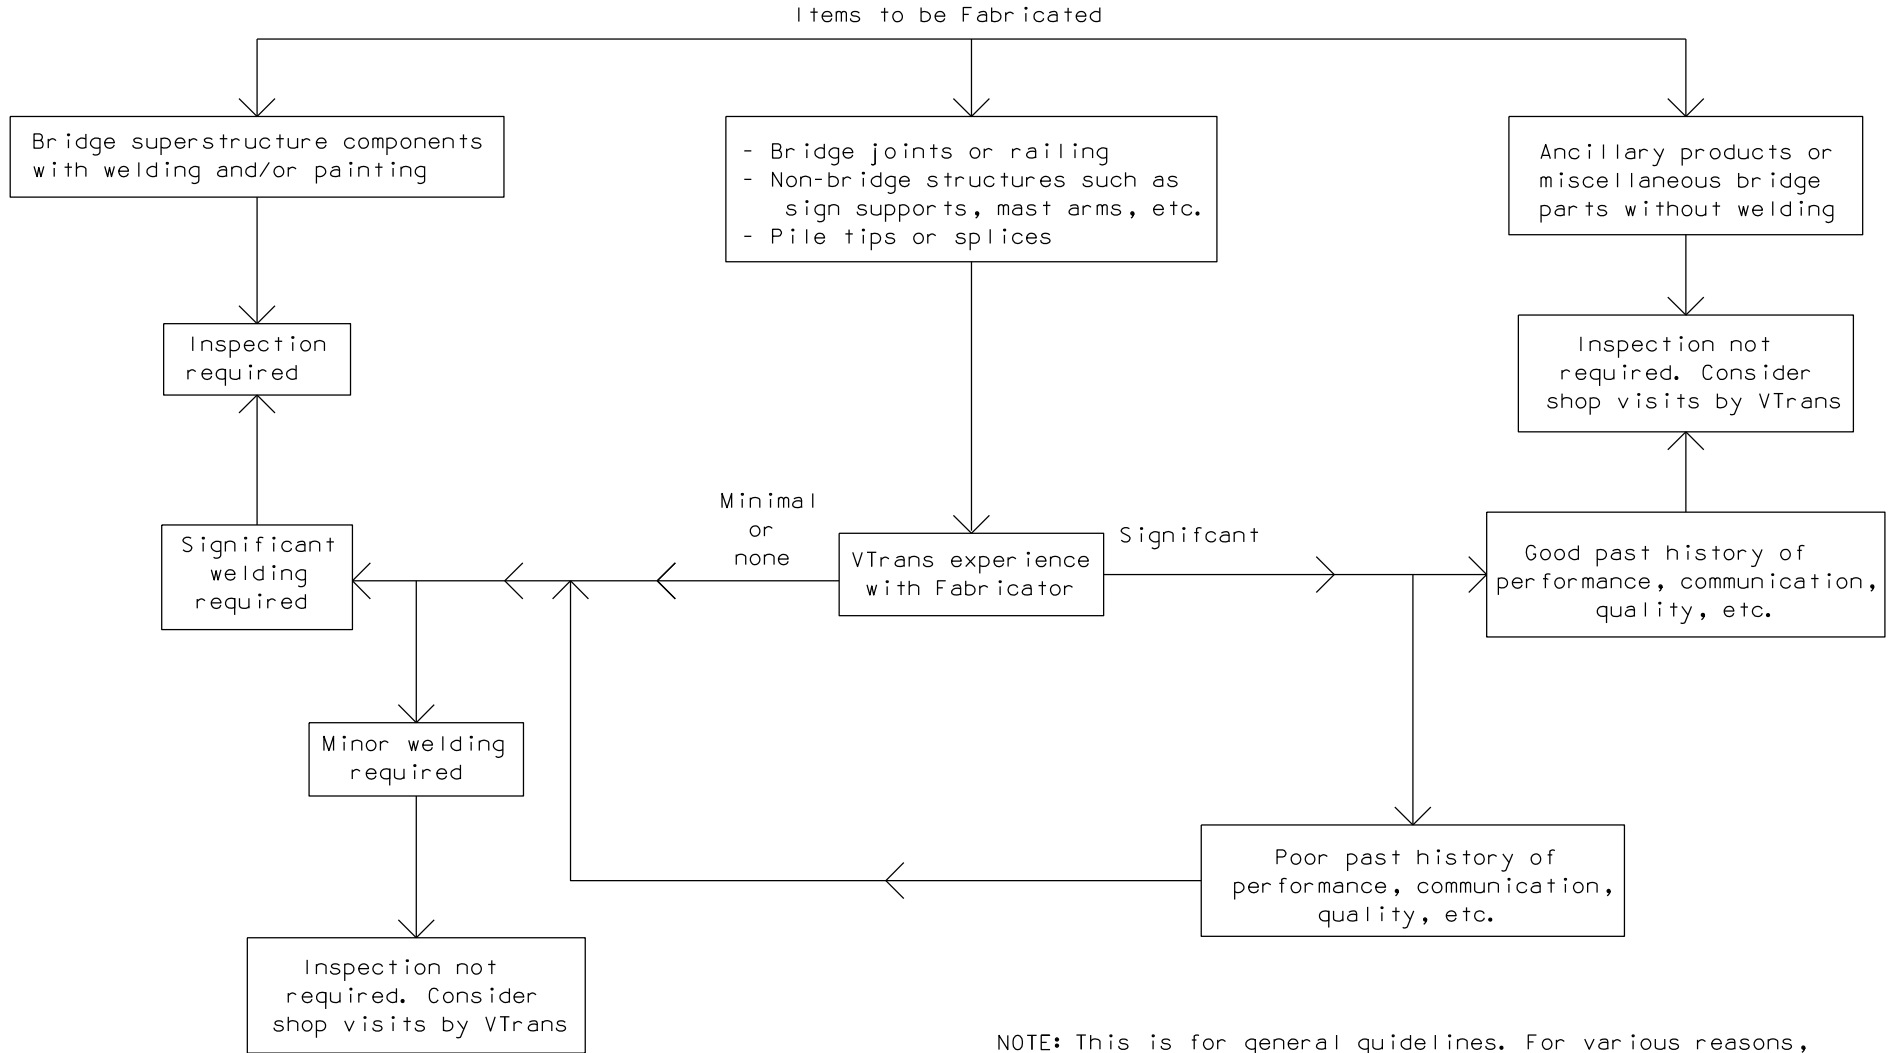 Items to be Fabricated
Bridge superstructure components
with welding and/or painting
- Bridge joints or railing
- Non-bridge structures such as
sign supports, mast arms, etc.
- Pile tips or splices
Ancillary products or
miscellaneous bridge
parts without welding
Inspection
required
Inspection not
required. Consider
shop visits by VTrans
Minimal
or
none
VTrans experience
with Fabricator
Signifcant
Significant
welding
required
Good past history of
performance, communication,
quality, etc.
Minor welding
required
Poor past history of
performance, communication,
quality, etc.
Inspection not
required. Consider
shop visits by VTrans
NOTE: This is for general guidelines. For various reasons,